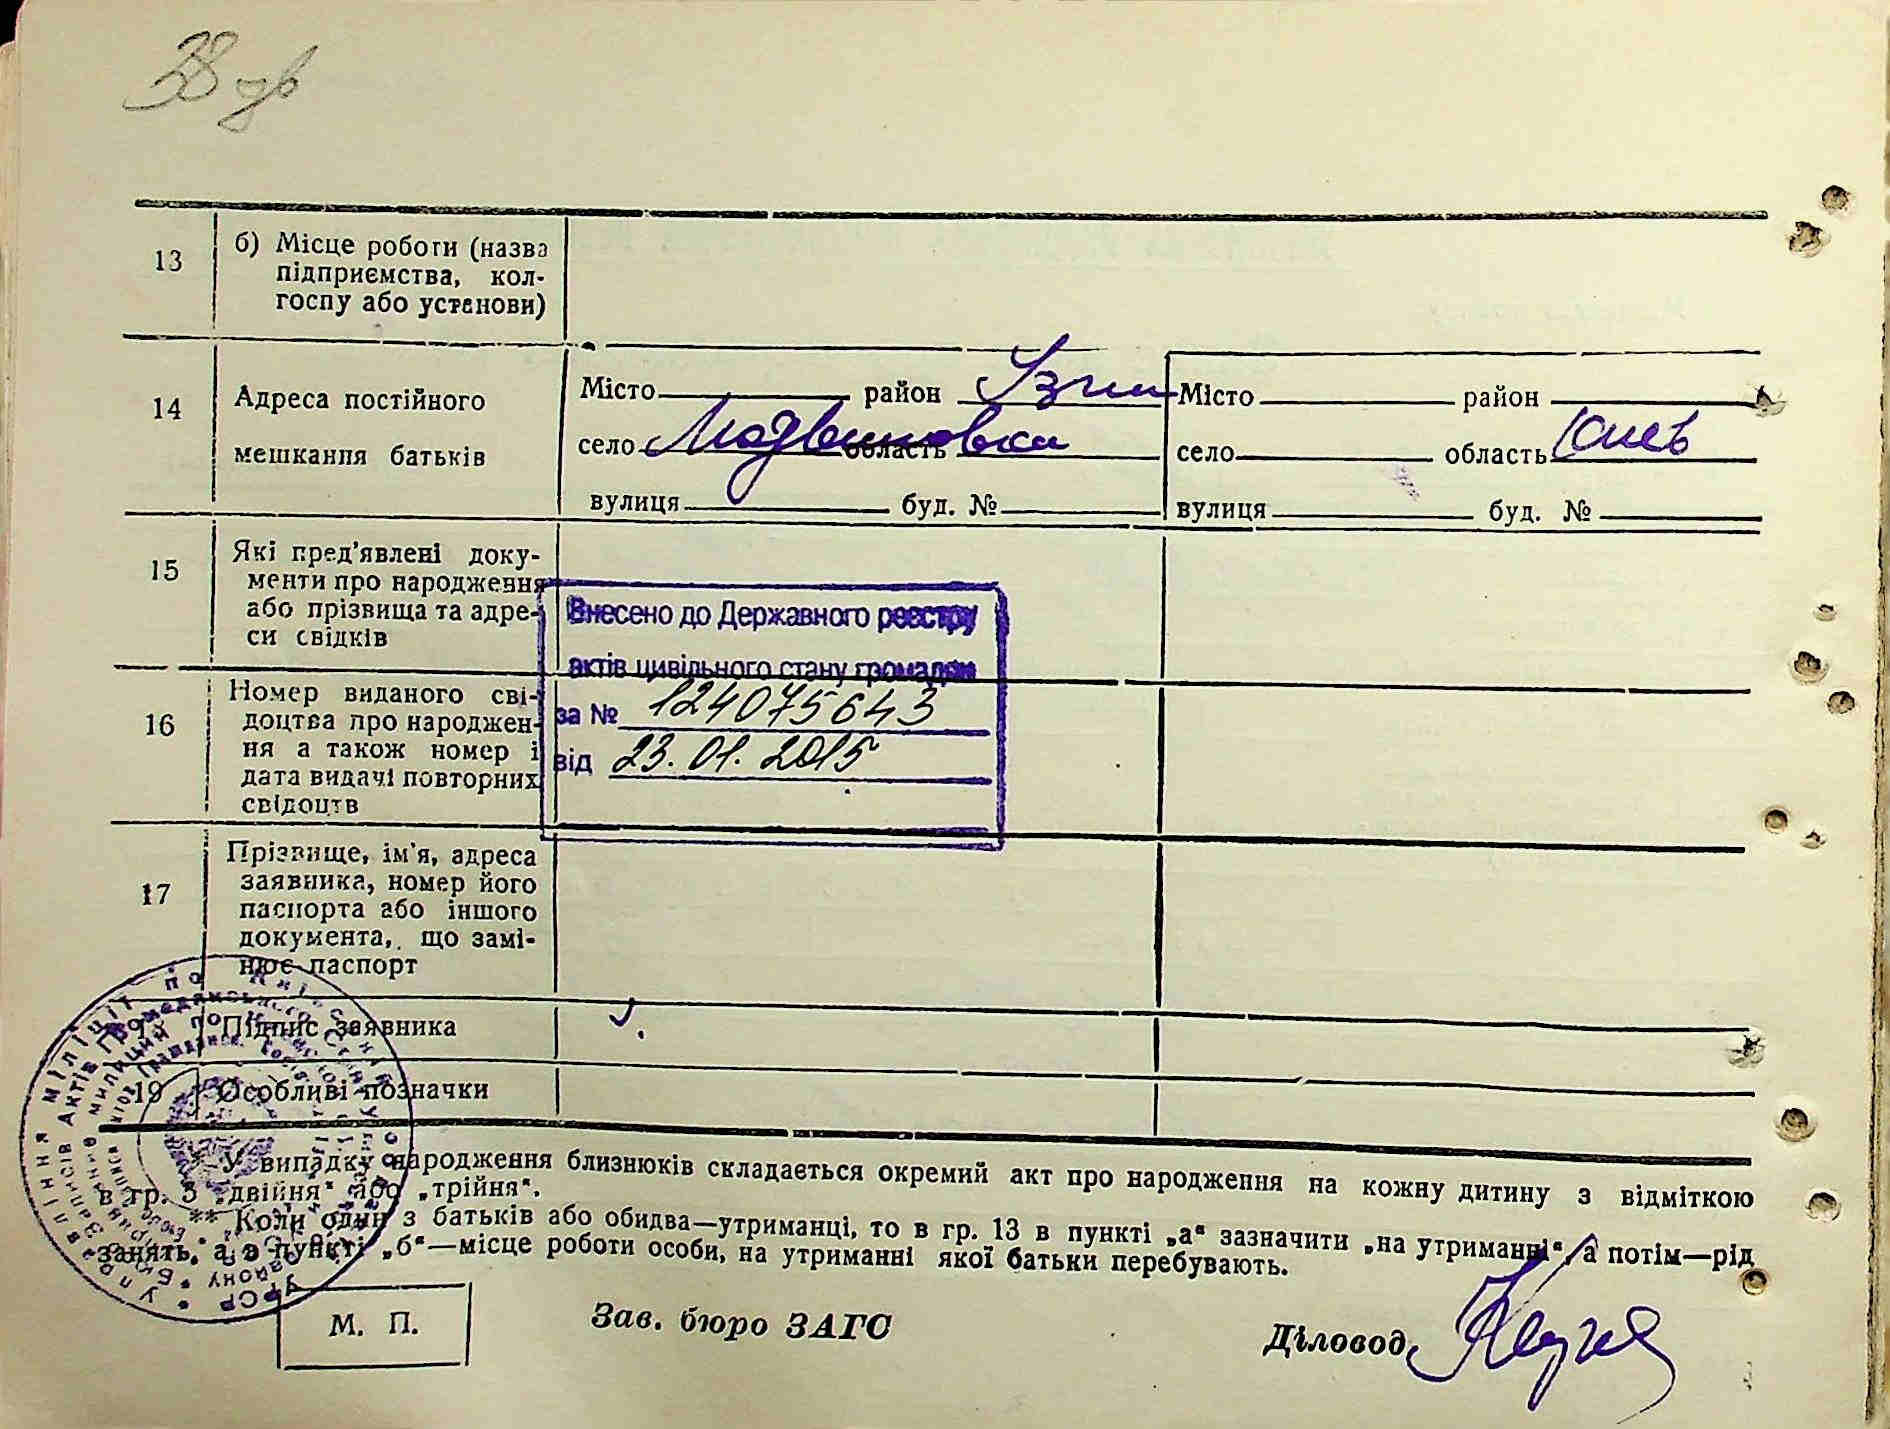 38 зв
13
б) Місце роботи (назва
підприємства, кол-
госпу або установи)
14
Адреса постійного
мешкання батьків
Місто район
село Медвиновка область
вулиця буд. №
Місто район
село область Киев
вулиця буд. №
15
Які пред'явлені доку-
менти про народження
або прізвища та адре-
си свідків
Внесено до Державного реєстру
актів цивільного стану громадян
за № 124075643
від 23.01.2015
16
Номер виданого сві-
доцтва про народжен-
ня а також номер і
дата видачі повторних
свідоцтв
17
Прізвище, ім'я, адреса
заявника, номер його
паспорта або іншого
документа, що замі-
нює паспорт
Підпис заявника
19 Особливі позначки
У випадку народження близнюків складається окремий акт про народження на кожну дитину з відміткою
в гр. 3 „двійня“ або „трійня“.
** Коли один з батьків або обидва—утриманці, то в гр. 13 в пункті „а“ зазначити „на утриманні“, а потім—рід
занять, а в пункті „б“—місце роботи особи, на утриманні якої батьки перебувають.
М. П.
Зав. бюро ЗАГС
Діловод